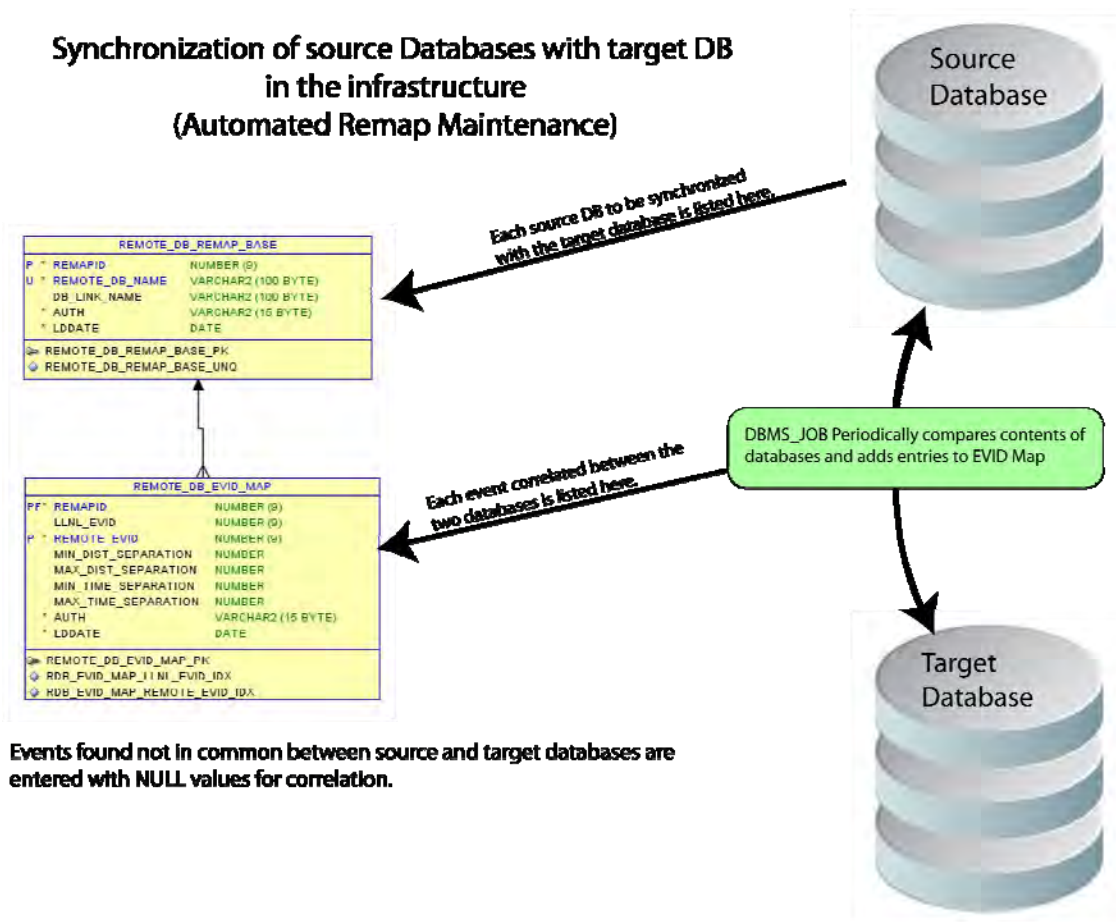 Synchronization of source Databases with target DB
in the infrastructure
(Automated Remap Maintenance)
Source
Database
Each source DB to be synchronized
with the target database is listed here.
REMOTE_DB_REMAP_BASE
P * REMAPID NUMBER (9)
U * REMOTE_DB_NAME VARCHAR2 (100 BYTE)
DB_LINK_NAME VARCHAR2 (100 BYTE)
* AUTH VARCHAR2 (15 BYTE)
* LDDATE DATE
REMOTE_DB_REMAP_BASE_PK
REMOTE_DB_REMAP_BASE_UNQ
DBMS_JOB Periodically compares contents of
databases and adds entries to EVID Map
Each event correlated between the
two databases is listed here.
REMOTE_DB_EVID_MAP
PF* REMAPID NUMBER (9)
LLNL_EVID NUMBER (9)
P * REMOTE_EVID NUMBER (9)
MIN_DIST_SEPARATION NUMBER
MAX_DIST_SEPARATION NUMBER
MIN_TIME_SEPARATION NUMBER
MAX_TIME_SEPARATION NUMBER
* AUTH VARCHAR2 (15 BYTE)
* LDDATE DATE
REMOTE_DB_EVID_MAP_PK
RDB_EVID_MAP_LLNL_EVID_IDX
RDB_EVID_MAP_REMOTE_EVID_IDX
Target
Database
Events found not in common between source and target databases are
entered with NULL values for correlation.